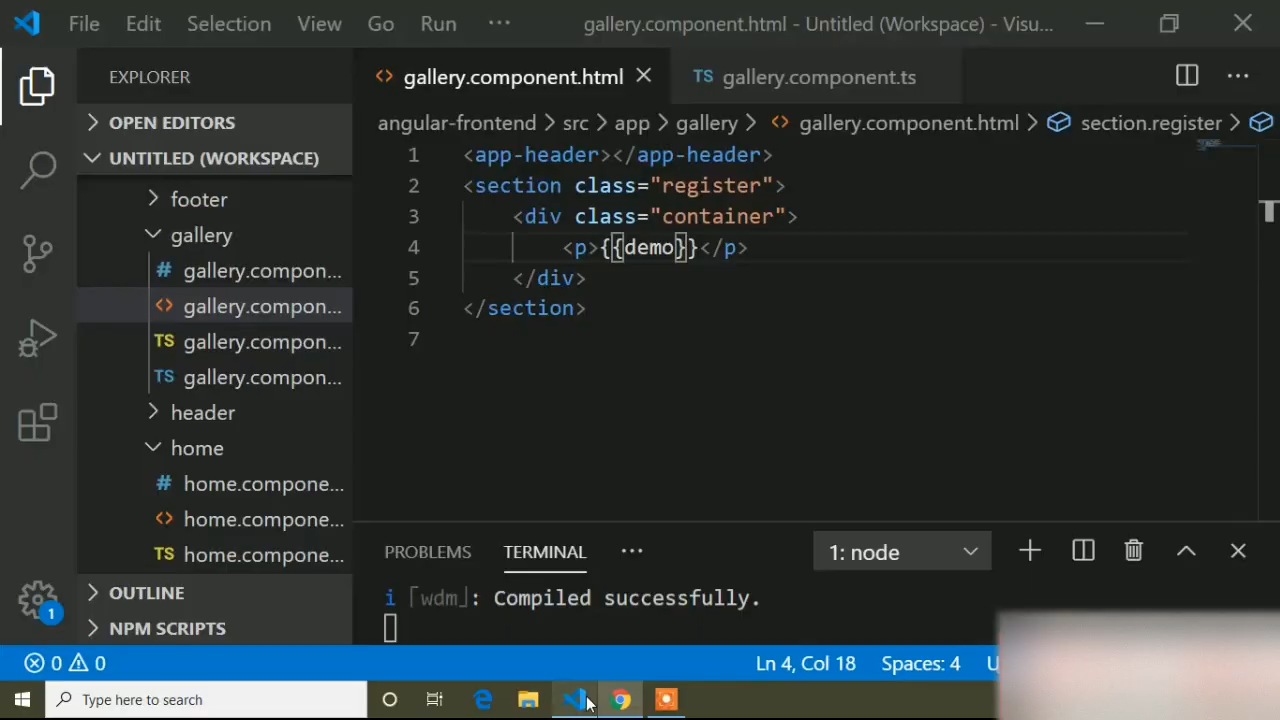 File Edit Selection View Go Run ··· gallery.component.html - Untitled (Workspace) - Visu...
EXPLORER
OPEN EDITORS
UNTITLED (WORKSPACE)
footer
gallery
# gallery.compon...
<> gallery.compon...
TS gallery.compon...
TS gallery.compon...
header
home
# home.compone...
<> home.compone...
TS home.compone...
OUTLINE
NPM SCRIPTS
<> gallery.component.html TS gallery.component.ts
angular-frontend > src > app > gallery > <> gallery.component.html > section.register >
1 <app-header></app-header>
2 <section class="register">
3 <div class="container">
4 <p>{{demo}}</p>
5 </div>
6 </section>
7
PROBLEMS TERMINAL ··· 1: node
i ｢wdm｣: Compiled successfully.
1
0 0 Ln 4, Col 18 Spaces: 4
Type here to search